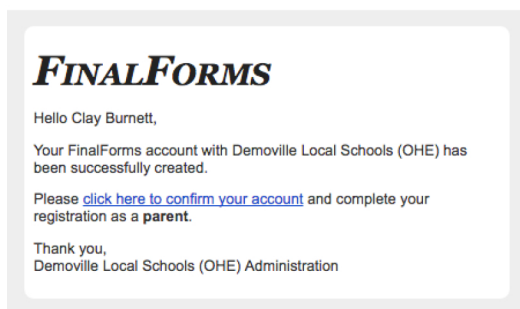 FINALFORMS
Hello Clay Burnett,
Your FinalForms account with Demoville Local Schools (OHE) has
been successfully created.
Please click here to confirm your account and complete your
registration as a parent.
Thank you,
Demoville Local Schools (OHE) Administration